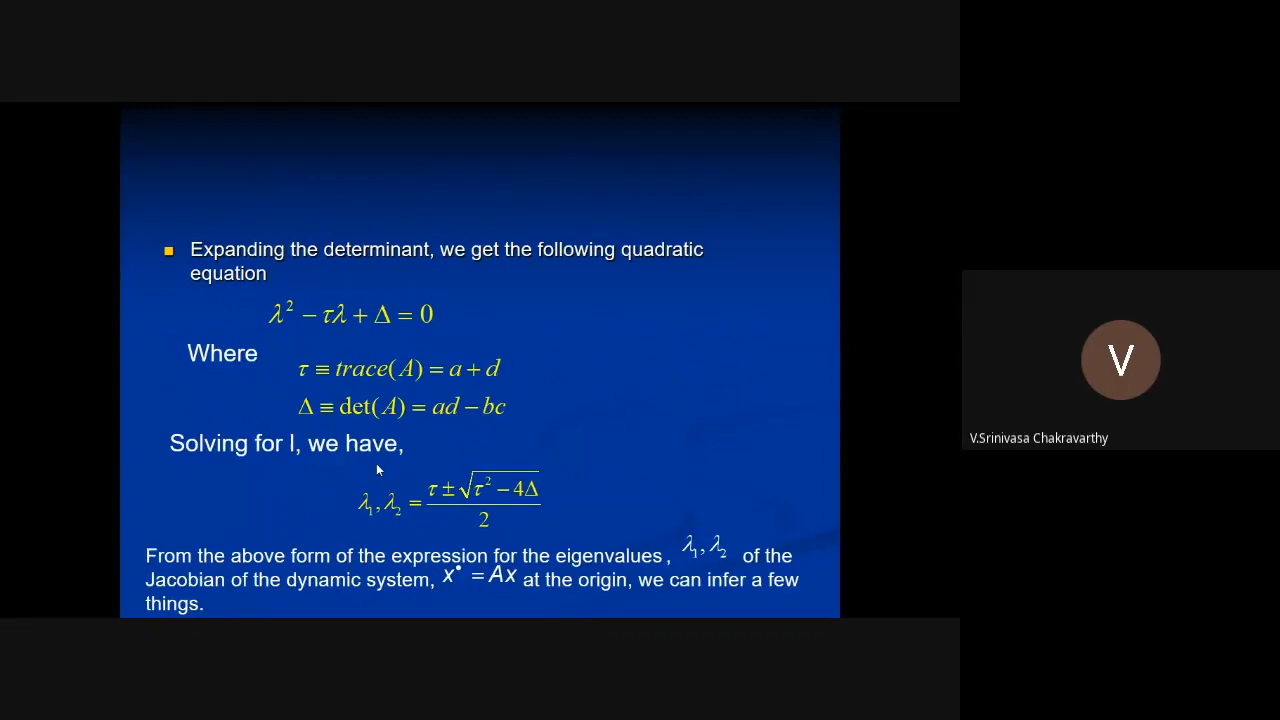 Expanding the determinant, we get the following quadratic
equation
λ² − τλ + Δ = 0
Where
τ ≡ trace(A) = a + d
Δ ≡ det(A) = ad − bc
Solving for l, we have,
λ₁, λ₂ = (τ ± √(τ² − 4Δ)) / 2
From the above form of the expression for the eigenvalues , λ₁, λ₂ of the
Jacobian of the dynamic system, x• = Ax at the origin, we can infer a few
things.
V
V.Srinivasa Chakravarthy